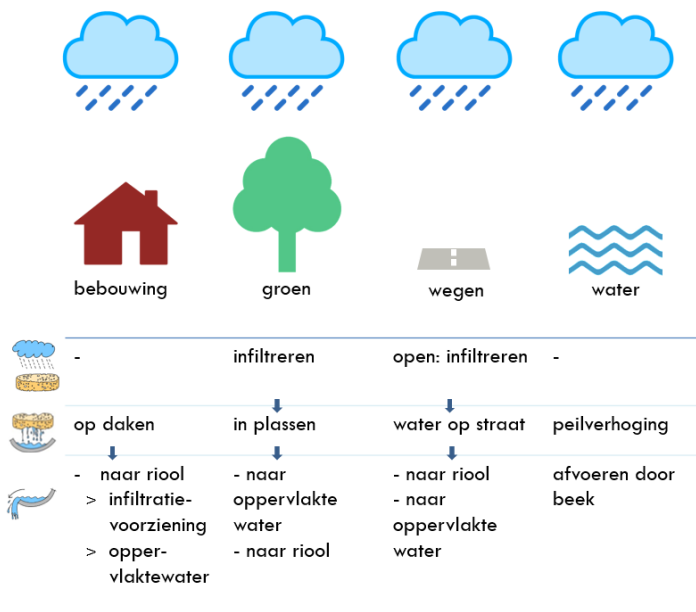 bebouwing
groen
wegen
water
-
infiltreren
open: infiltreren
-
op daken
in plassen
water op straat
peilverhoging
- naar riool
> infiltratie-
voorziening
> opper-
vlaktewater
- naar
oppervlakte
water
- naar riool
- naar riool
- naar
oppervlakte
water
afvoeren door
beek